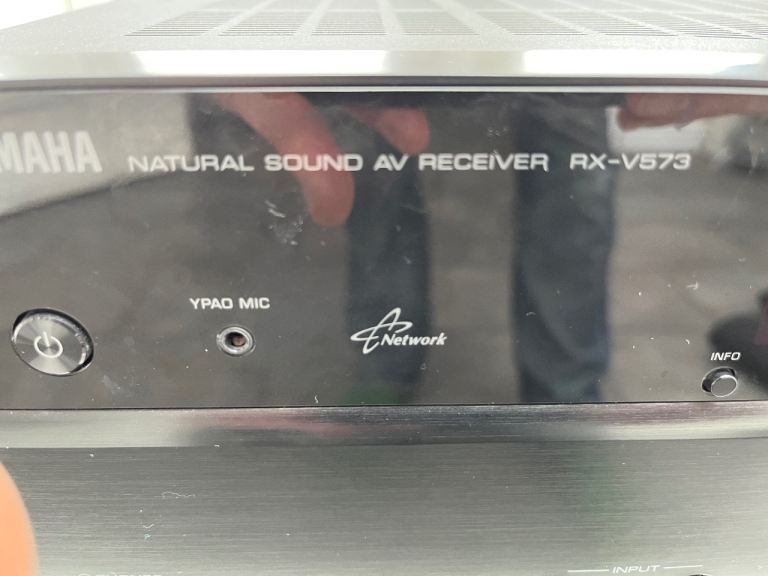 MAHA NATURAL SOUND AV RECEIVER RX-V573
YPAO MIC
Network
INFO
INPUT